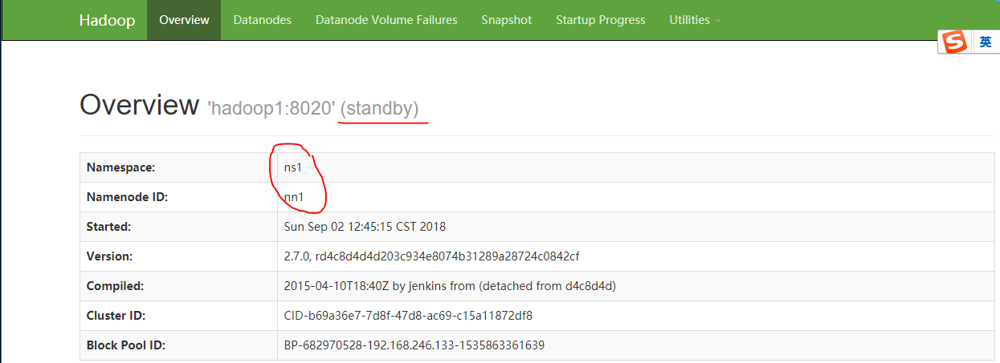 Hadoop Overview Datanodes Datanode Volume Failures Snapshot Startup Progress Utilities
S 英
Overview 'hadoop1:8020' (standby)
Namespace: ns1
Namenode ID: nn1
Started: Sun Sep 02 12:45:15 CST 2018
Version: 2.7.0, rd4c8d4d4d203c934e8074b31289a28724c0842cf
Compiled: 2015-04-10T18:40Z by jenkins from (detached from d4c8d4d)
Cluster ID: CID-b69a36e7-7d8f-47d8-ac69-c15a11872df8
Block Pool ID: BP-682970528-192.168.246.133-1535863361639